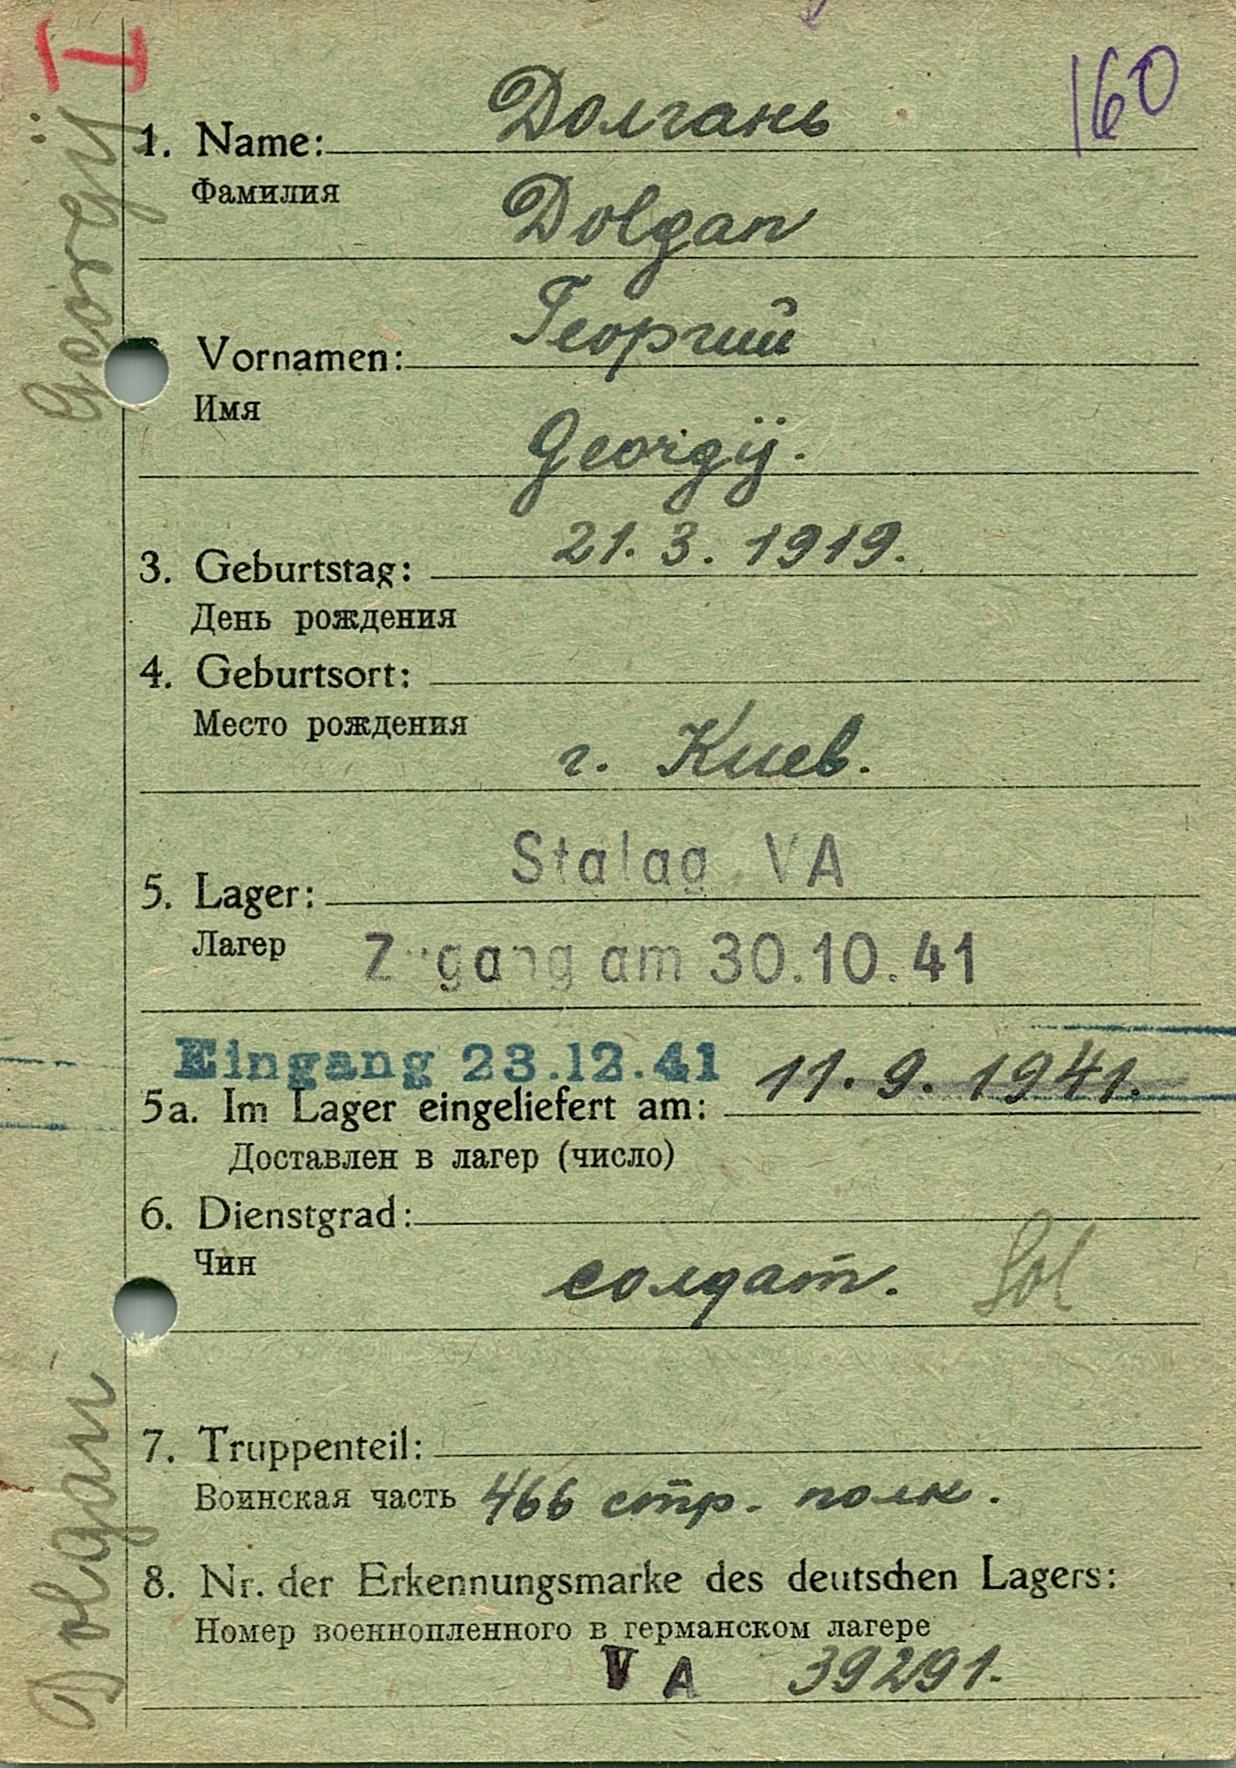 I
160
1. Name: Долгань
Фамилия
Dolgan
Vornamen: Георгий
Имя
Georgij.
3. Geburtstag: 21. 3. 1919.
День рождения
4. Geburtsort:
Место рождения
г. Киев.
Stalag VA
5. Lager:
Лагер
Zugang am 30.10.41
Eingang 23.12.41 11. 9. 1941.
5a. Im Lager eingeliefert am:
Доставлен в лагер (число)
6. Dienstgrad:
Чин
солдат. Sol
7. Truppenteil:
Воинская часть 466 стр. полк.
8. Nr. der Erkennungsmarke des deutschen Lagers:
Номер военнопленного в германском лагере
V A 39291.
Dolgan Georgij